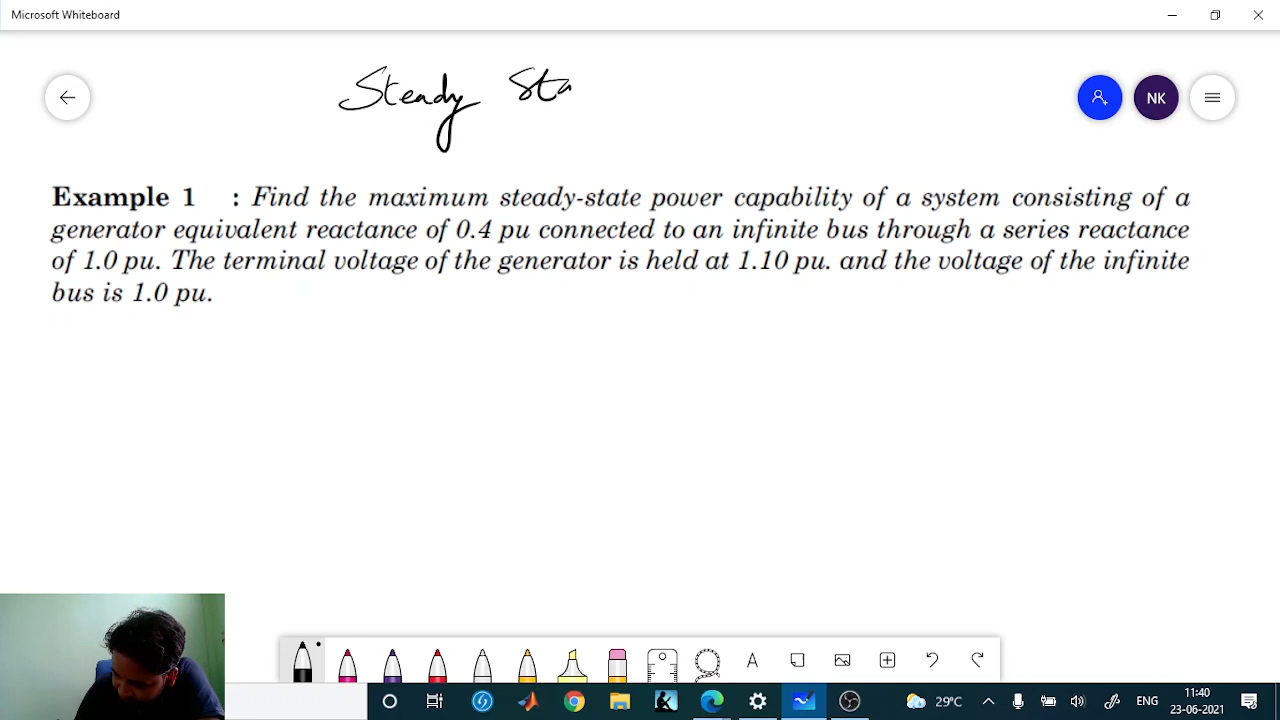 Microsoft Whiteboard
Steady Sta
NK
Example 1 : Find the maximum steady-state power capability of a system consisting of a
generator equivalent reactance of 0.4 pu connected to an infinite bus through a series reactance
of 1.0 pu. The terminal voltage of the generator is held at 1.10 pu. and the voltage of the infinite
bus is 1.0 pu.
A
29°C
ENG
11:40
23-06-2021